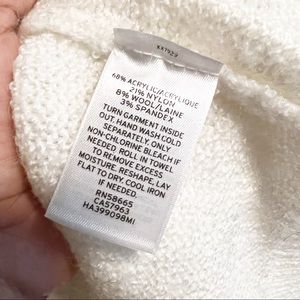 68% ACRYLIC/ACRYLIQUE
21% NYLON
8% WOOL/LAINE
3% SPANDEX
TURN GARMENT INSIDE
OUT. HAND WASH COLD
SEPARATELY. ONLY
NON-CHLORINE BLEACH IF
NEEDED. ROLL IN TOWEL
TO REMOVE EXCESS
MOISTURE. RESHAPE, LAY
FLAT TO DRY. COOL IRON
IF NEEDED.
RN58665
CA57963
HA399098MI